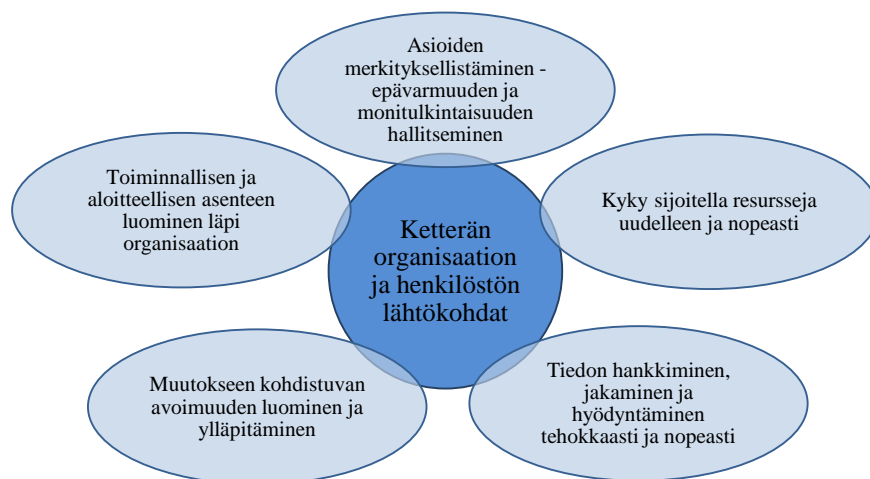 Asioiden
merkityksellistäminen -
epävarmuuden ja
monitulkintaisuuden
hallitseminen
Toiminnallisen ja
aloitteellisen asenteen
luominen läpi
organisaation
Kyky sijoitella resursseja
uudelleen ja nopeasti
Ketterän
organisaation
ja henkilöstön
lähtökohdat
Muutokseen kohdistuvan
avoimuuden luominen ja
ylläpitäminen
Tiedon hankkiminen,
jakaminen ja
hyödyntäminen
tehokkaasti ja nopeasti